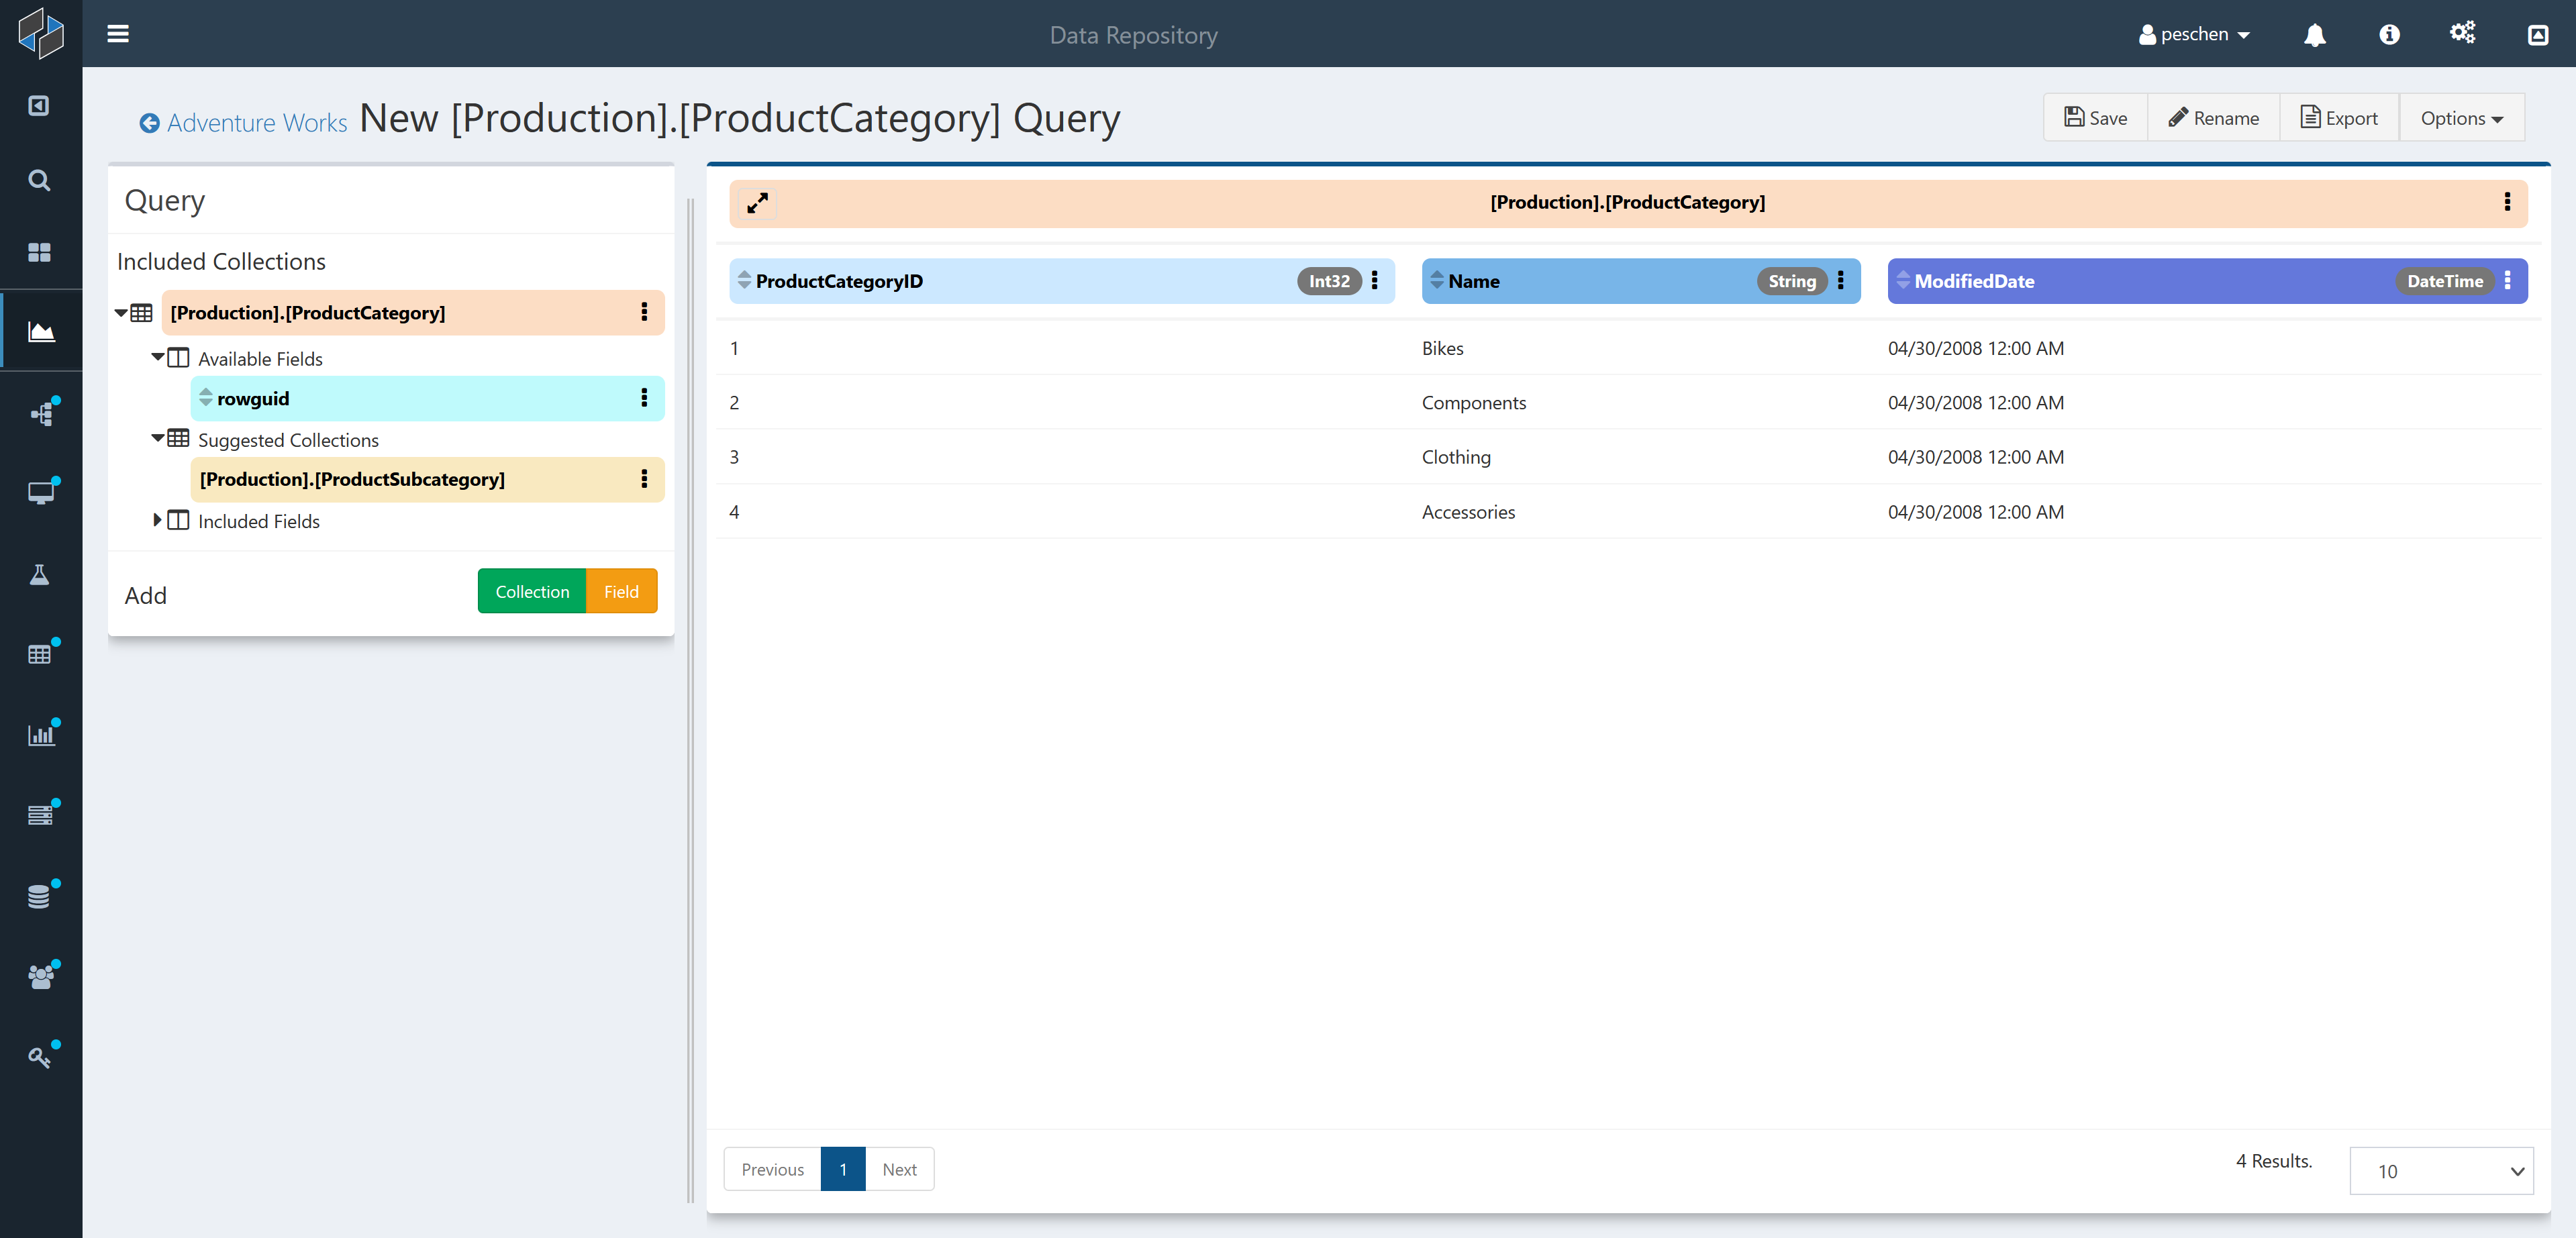 Data Repository
peschen
Adventure Works New [Production].[ProductCategory] Query
Save
Rename
Export
Options
Query
Included Collections
[Production].[ProductCategory]
Available Fields
rowguid
Suggested Collections
[Production].[ProductSubcategory]
Included Fields
Add
Collection
Field
[Production].[ProductCategory]
ProductCategoryID Int32 Name String ModifiedDate DateTime
1 Bikes 04/30/2008 12:00 AM
2 Components 04/30/2008 12:00 AM
3 Clothing 04/30/2008 12:00 AM
4 Accessories 04/30/2008 12:00 AM
Previous 1 Next
4 Results.
10